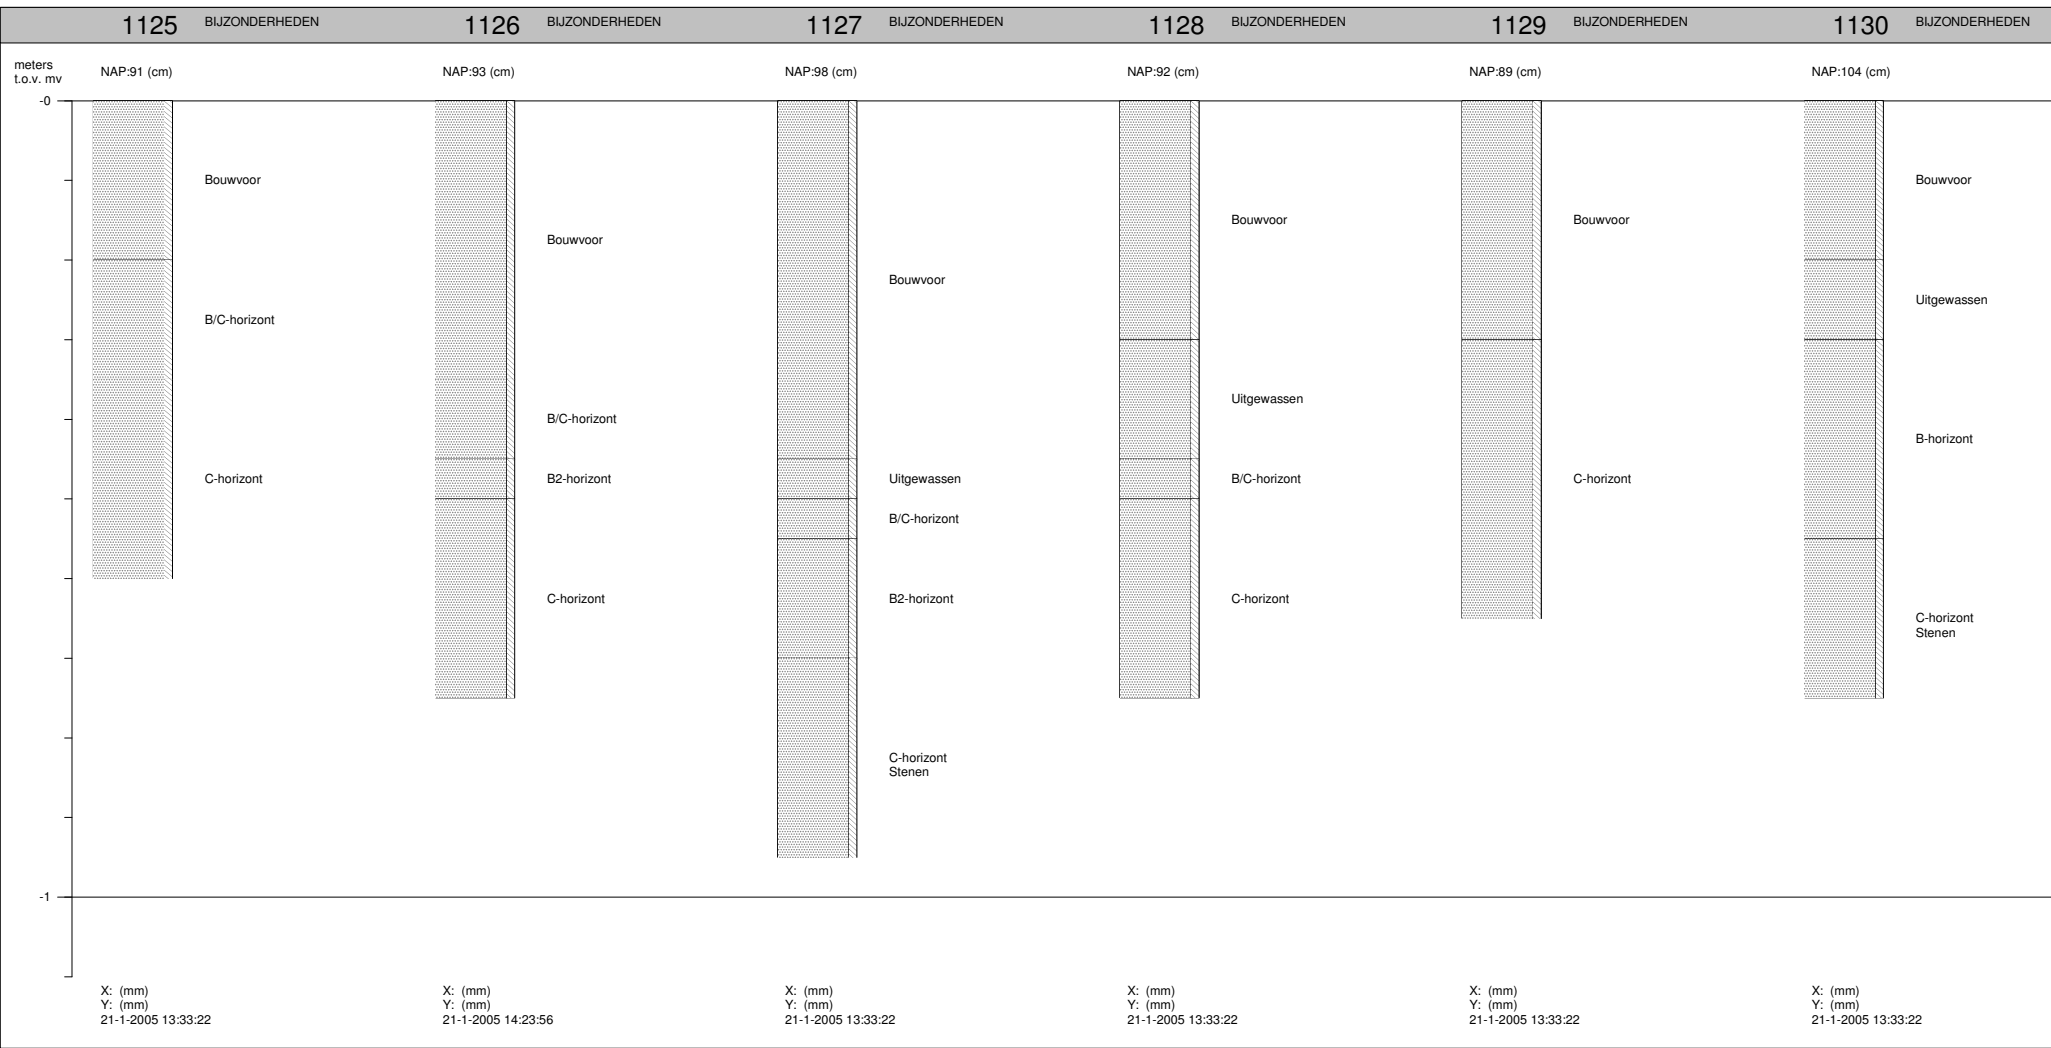 1125 BIJZONDERHEDEN 1126 BIJZONDERHEDEN 1127 BIJZONDERHEDEN 1128 BIJZONDERHEDEN 1129 BIJZONDERHEDEN 1130 BIJZONDERHEDEN
meters
t.o.v. mv
NAP:91 (cm) NAP:93 (cm) NAP:98 (cm) NAP:92 (cm) NAP:89 (cm) NAP:104 (cm)
-0
-1
Bouwvoor
B/C-horizont
C-horizont
X: (mm)
Y: (mm)
21-1-2005 13:33:22
Bouwvoor
B/C-horizont
B2-horizont
C-horizont
X: (mm)
Y: (mm)
21-1-2005 14:23:56
Bouwvoor
Uitgewassen
B/C-horizont
B2-horizont
C-horizont
Stenen
X: (mm)
Y: (mm)
21-1-2005 13:33:22
Bouwvoor
Uitgewassen
B/C-horizont
C-horizont
X: (mm)
Y: (mm)
21-1-2005 13:33:22
Bouwvoor
C-horizont
X: (mm)
Y: (mm)
21-1-2005 13:33:22
Bouwvoor
Uitgewassen
B-horizont
C-horizont
Stenen
X: (mm)
Y: (mm)
21-1-2005 13:33:22